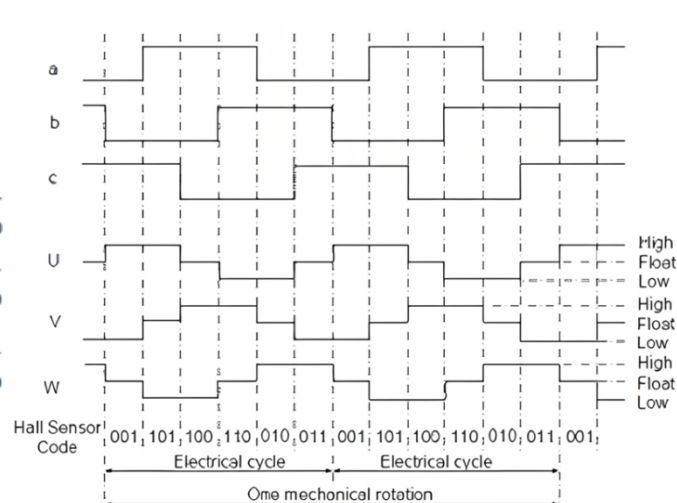 a
b
c
U
High
Float
Low
V
High
Float
Low
W
High
Float
Low
Hall Sensor Code
001 101 100 110 010 011 001 101 100 110 010 011 001
Electrical cycle Electrical cycle
Ome mechonical rotation